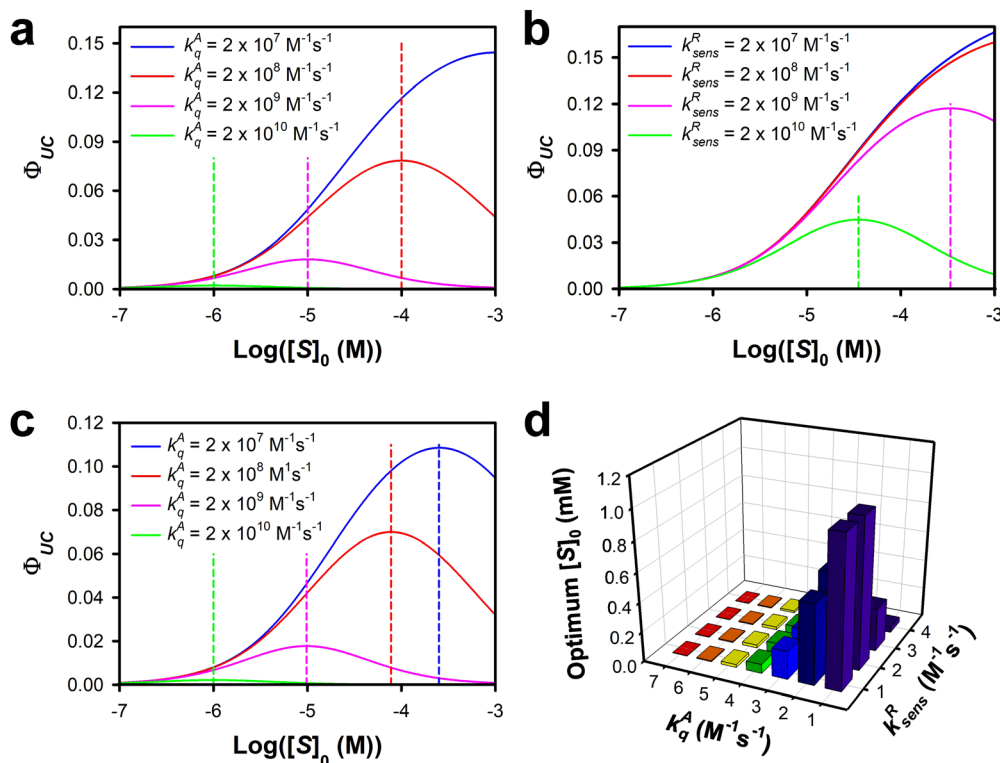 a
k_q^A = 2 x 10^7 M^-1s^-1
k_q^A = 2 x 10^8 M^-1s^-1
k_q^A = 2 x 10^9 M^-1s^-1
k_q^A = 2 x 10^10 M^-1s^-1
Φ_UC
0.15
0.12
0.09
0.06
0.03
0.00
-7 -6 -5 -4 -3
Log([S]_0 (M))
b
k_sens^R = 2 x 10^7 M^-1s^-1
k_sens^R = 2 x 10^8 M^-1s^-1
k_sens^R = 2 x 10^9 M^-1s^-1
k_sens^R = 2 x 10^10 M^-1s^-1
Φ_UC
0.16
0.12
0.08
0.04
0.00
-7 -6 -5 -4 -3
Log([S]_0 (M))
c
k_q^A = 2 x 10^7 M^-1s^-1
k_q^A = 2 x 10^8 M^1s^-1
k_q^A = 2 x 10^9 M^-1s^-1
k_q^A = 2 x 10^10 M^-1s^-1
Φ_UC
0.12
0.10
0.08
0.06
0.04
0.02
0.00
-7 -6 -5 -4 -3
Log([S]_0 (M))
d
Optimum [S]_0 (mM)
1.2
1.0
0.8
0.6
0.4
0.2
0.0
7 6 5 4 3 2 1
k_q^A (M^-1s^-1)
1 2 3 4
k_sens^R (M^-1s^-1)